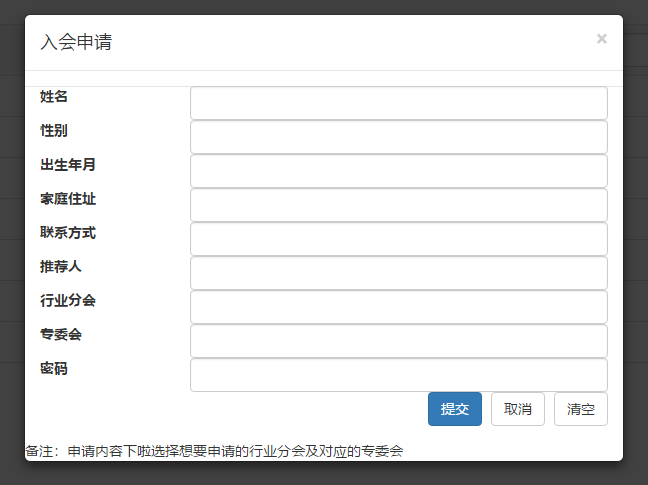 入会申请
×
姓名
性别
出生年月
家庭住址
联系方式
推荐人
行业分会
专委会
密码
提交 取消 清空
备注：申请内容下啦选择想要申请的行业分会及对应的专委会